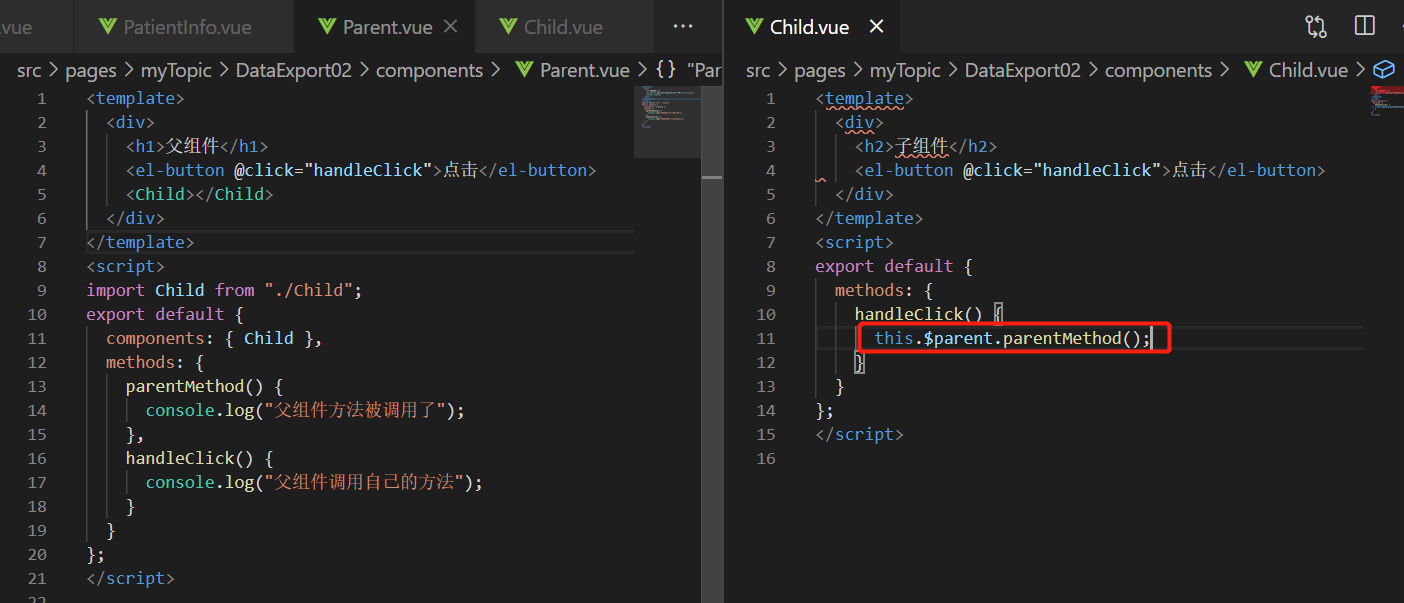 .vue
PatientInfo.vue
Parent.vue
Child.vue
···
src > pages > myTopic > DataExport02 > components > Parent.vue > {} "Par
1 <template>
2 <div>
3 <h1>父组件</h1>
4 <el-button @click="handleClick">点击</el-button>
5 <Child></Child>
6 </div>
7 </template>
8 <script>
9 import Child from "./Child";
10 export default {
11 components: { Child },
12 methods: {
13 parentMethod() {
14 console.log("父组件方法被调用了");
15 },
16 handleClick() {
17 console.log("父组件调用自己的方法");
18 }
19 }
20 };
21 </script>
22
Child.vue
src > pages > myTopic > DataExport02 > components > Child.vue >
1 <template>
2 <div>
3 <h2>子组件</h2>
4 <el-button @click="handleClick">点击</el-button>
5 </div>
6 </template>
7 <script>
8 export default {
9 methods: {
10 handleClick() {
11 this.$parent.parentMethod();
12 }
13 }
14 };
15 </script>
16